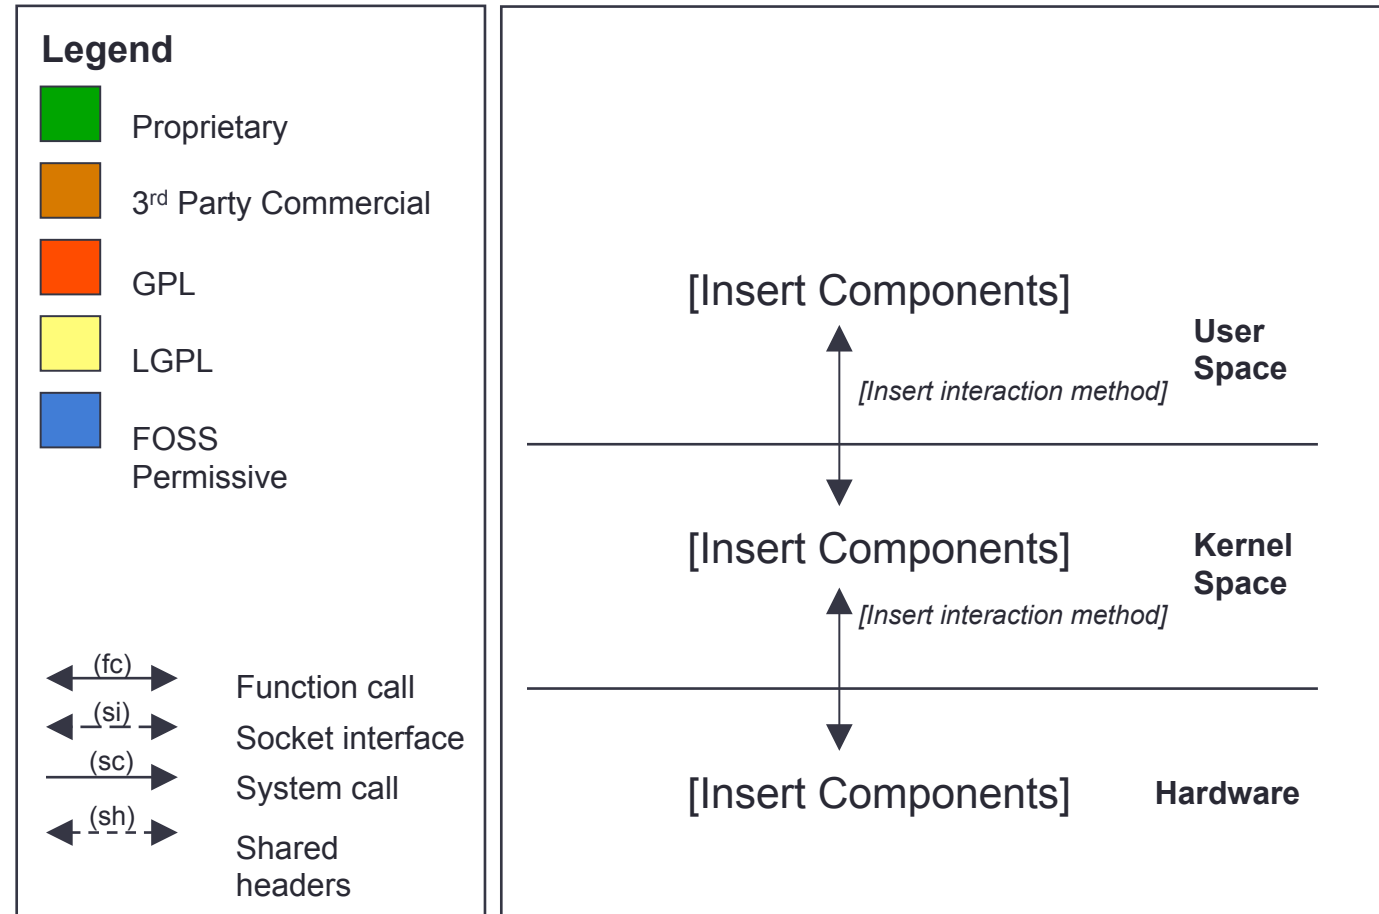 Legend
Proprietary
3rd Party Commercial
GPL
LGPL
FOSS
Permissive
(fc)
Function call
(si)
Socket interface
(sc)
System call
(sh)
Shared
headers
[Insert Components]
User
Space
[Insert interaction method]
[Insert Components]
Kernel
Space
[Insert interaction method]
[Insert Components]
Hardware